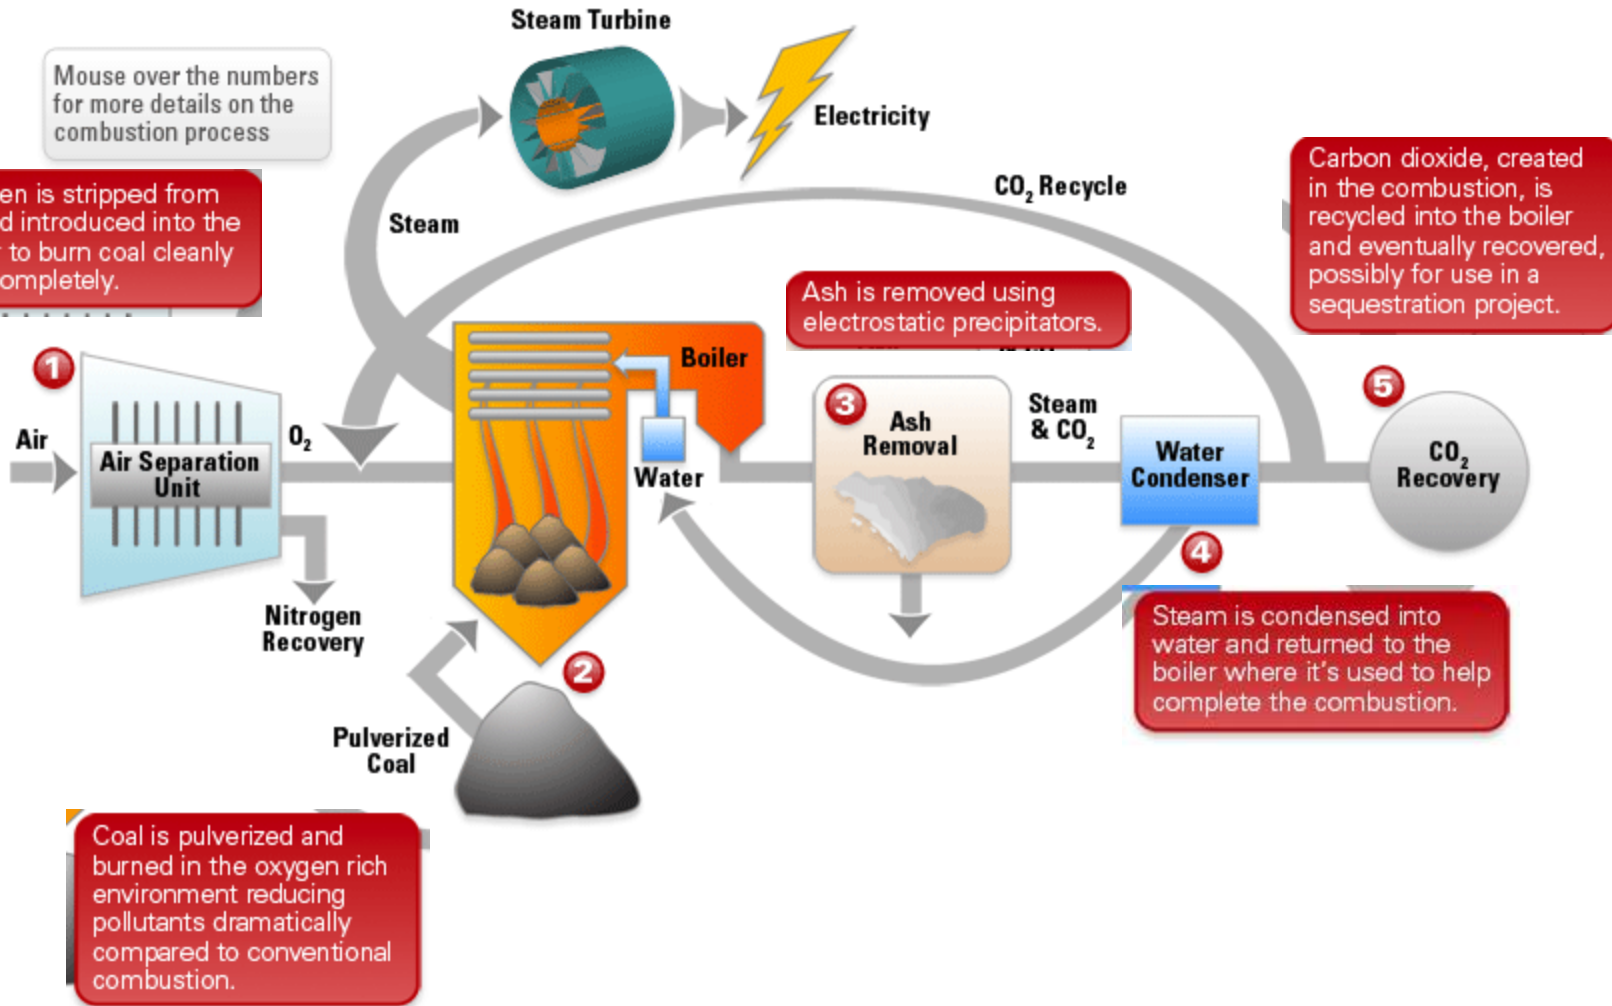 Steam Turbine
Mouse over the numbers
for more details on the
combustion process
Electricity
CO₂ Recycle
Carbon dioxide, created
in the combustion, is
recycled into the boiler
and eventually recovered,
possibly for use in a
sequestration project.
en is stripped from
d introduced into the
r to burn coal cleanly
ompletely.
Steam
Ash is removed using
electrostatic precipitators.
1
Boiler
3
5
Air
O₂
Air Separation
Unit
Ash
Removal
Steam
& CO₂
Water
Condenser
CO₂
Recovery
Water
4
Nitrogen
Recovery
Steam is condensed into
water and returned to the
boiler where it's used to help
complete the combustion.
2
Pulverized
Coal
Coal is pulverized and
burned in the oxygen rich
environment reducing
pollutants dramatically
compared to conventional
combustion.